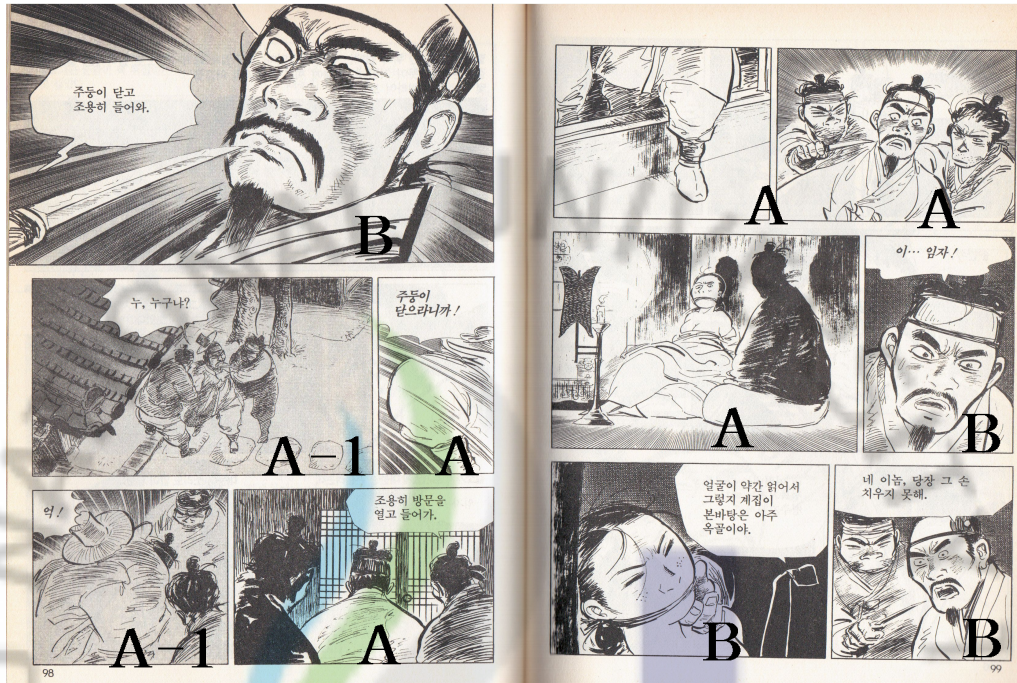 주둥이 닫고
조용히 들어와.
B
누, 누구냐?
A-1
주둥이
닫으라니까!
A
억!
A-1
조용히 방문을
열고 들어가.
A
98
A
A
A
이… 임자!
B
얼굴이 약간 얽어서
그렇지 계집이
본바탕은 아주
옥골이야.
B
네 이놈, 당장 그 손
치우지 못해.
B
99